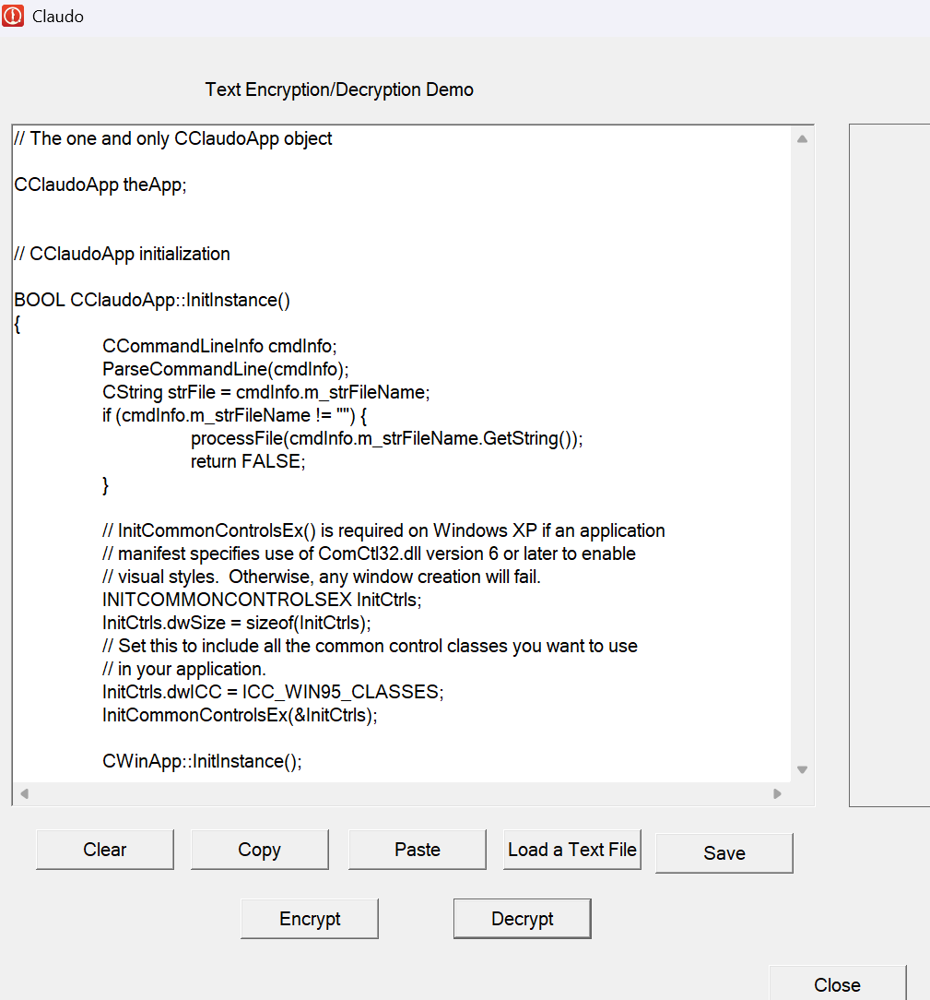 Claudo
Text Encryption/Decryption Demo
// The one and only CClaudoApp object
CClaudoApp theApp;
// CClaudoApp initialization
BOOL CClaudoApp::InitInstance()
{
CCommandLineInfo cmdInfo;
ParseCommandLine(cmdInfo);
CString strFile = cmdInfo.m_strFileName;
if (cmdInfo.m_strFileName != "") {
processFile(cmdInfo.m_strFileName.GetString());
return FALSE;
}
// InitCommonControlsEx() is required on Windows XP if an application
// manifest specifies use of ComCtl32.dll version 6 or later to enable
// visual styles.  Otherwise, any window creation will fail.
INITCOMMONCONTROLSEX InitCtrls;
InitCtrls.dwSize = sizeof(InitCtrls);
// Set this to include all the common control classes you want to use
// in your application.
InitCtrls.dwICC = ICC_WIN95_CLASSES;
InitCommonControlsEx(&InitCtrls);
CWinApp::InitInstance();
Clear Copy Paste Load a Text File Save
Encrypt Decrypt
Close